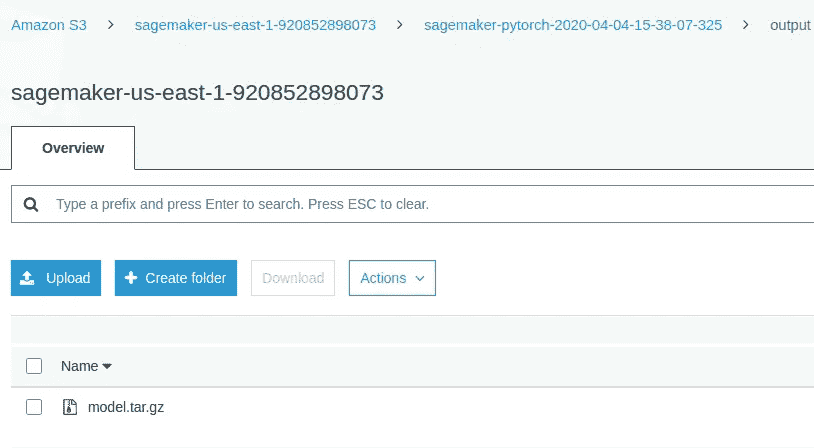 Amazon S3 > sagemaker-us-east-1-920852898073 > sagemaker-pytorch-2020-04-04-15-38-07-325 > output
sagemaker-us-east-1-920852898073
Overview
Type a prefix and press Enter to search. Press ESC to clear.
Upload Create folder Download Actions
Name
model.tar.gz